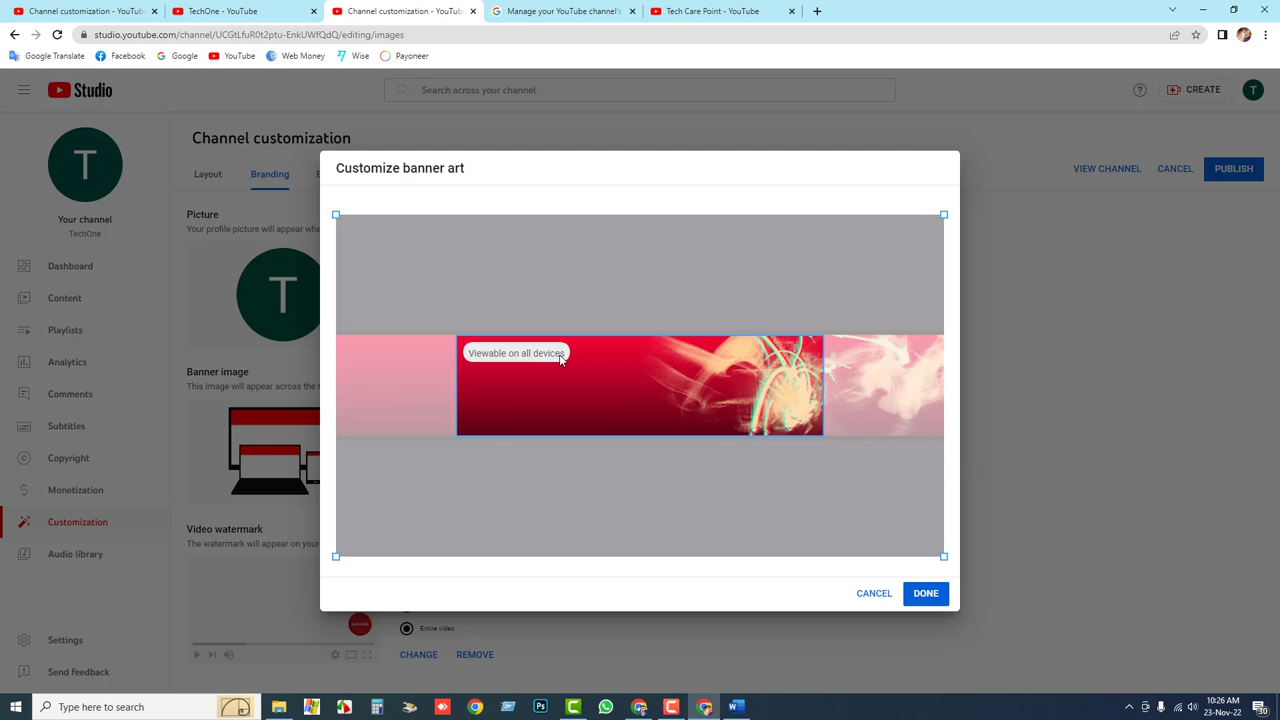 Channel customization - YouTu
TechOne - YouTube
Channel customization - YouTub
Manage your YouTube channel's
Tech Care Point - YouTube
studio.youtube.com/channel/UCGtLfuR0t2ptu-EnkUWfQdQ/editing/images
Google Translate
Facebook
Google
YouTube
Web Money
Wise
Payoneer
Studio
Search across your channel
CREATE
T
T
Channel customization
Layout
Branding
VIEW CHANNEL
CANCEL
PUBLISH
Your channel
TechOne
Dashboard
Content
Playlists
Analytics
Comments
Subtitles
Copyright
Monetization
Customization
Audio library
Settings
Send feedback
Picture
Your profile picture will appear whe
T
Banner image
This image will appear across the t
Video watermark
The watermark will appear on your
SUBSCRIBE
Entire video
CHANGE
REMOVE
Customize banner art
Viewable on all devices
CANCEL
DONE
Type here to search
10:26 AM
23-Nov-22